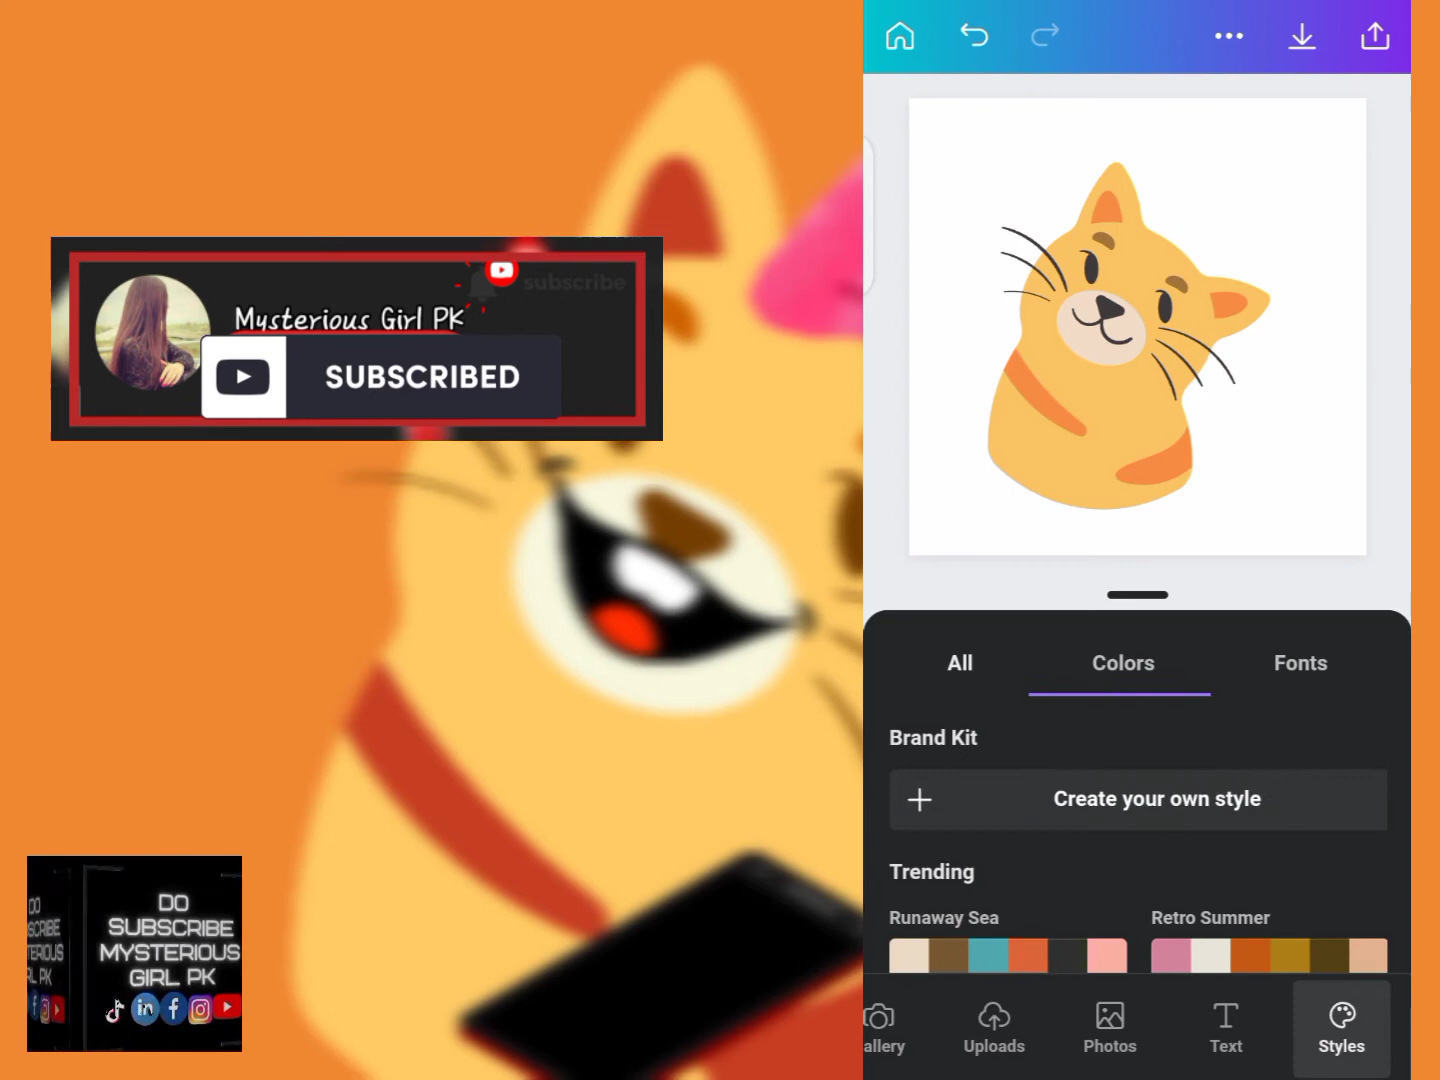 subscribe
Mysterious Girl PK
SUBSCRIBED
DO
SUBSCRIBE
MYSTERIOUS
GIRL PK
All
Colors
Fonts
Brand Kit
Create your own style
Trending
Runaway Sea
Retro Summer
allery
Uploads
Photos
Text
Styles